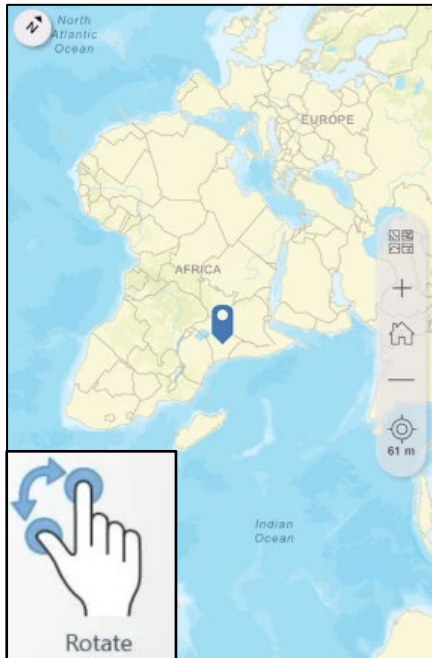 N
North
Atlantic
Ocean
EUROPE
AFRICA
61 m
Indian
Ocean
Rotate